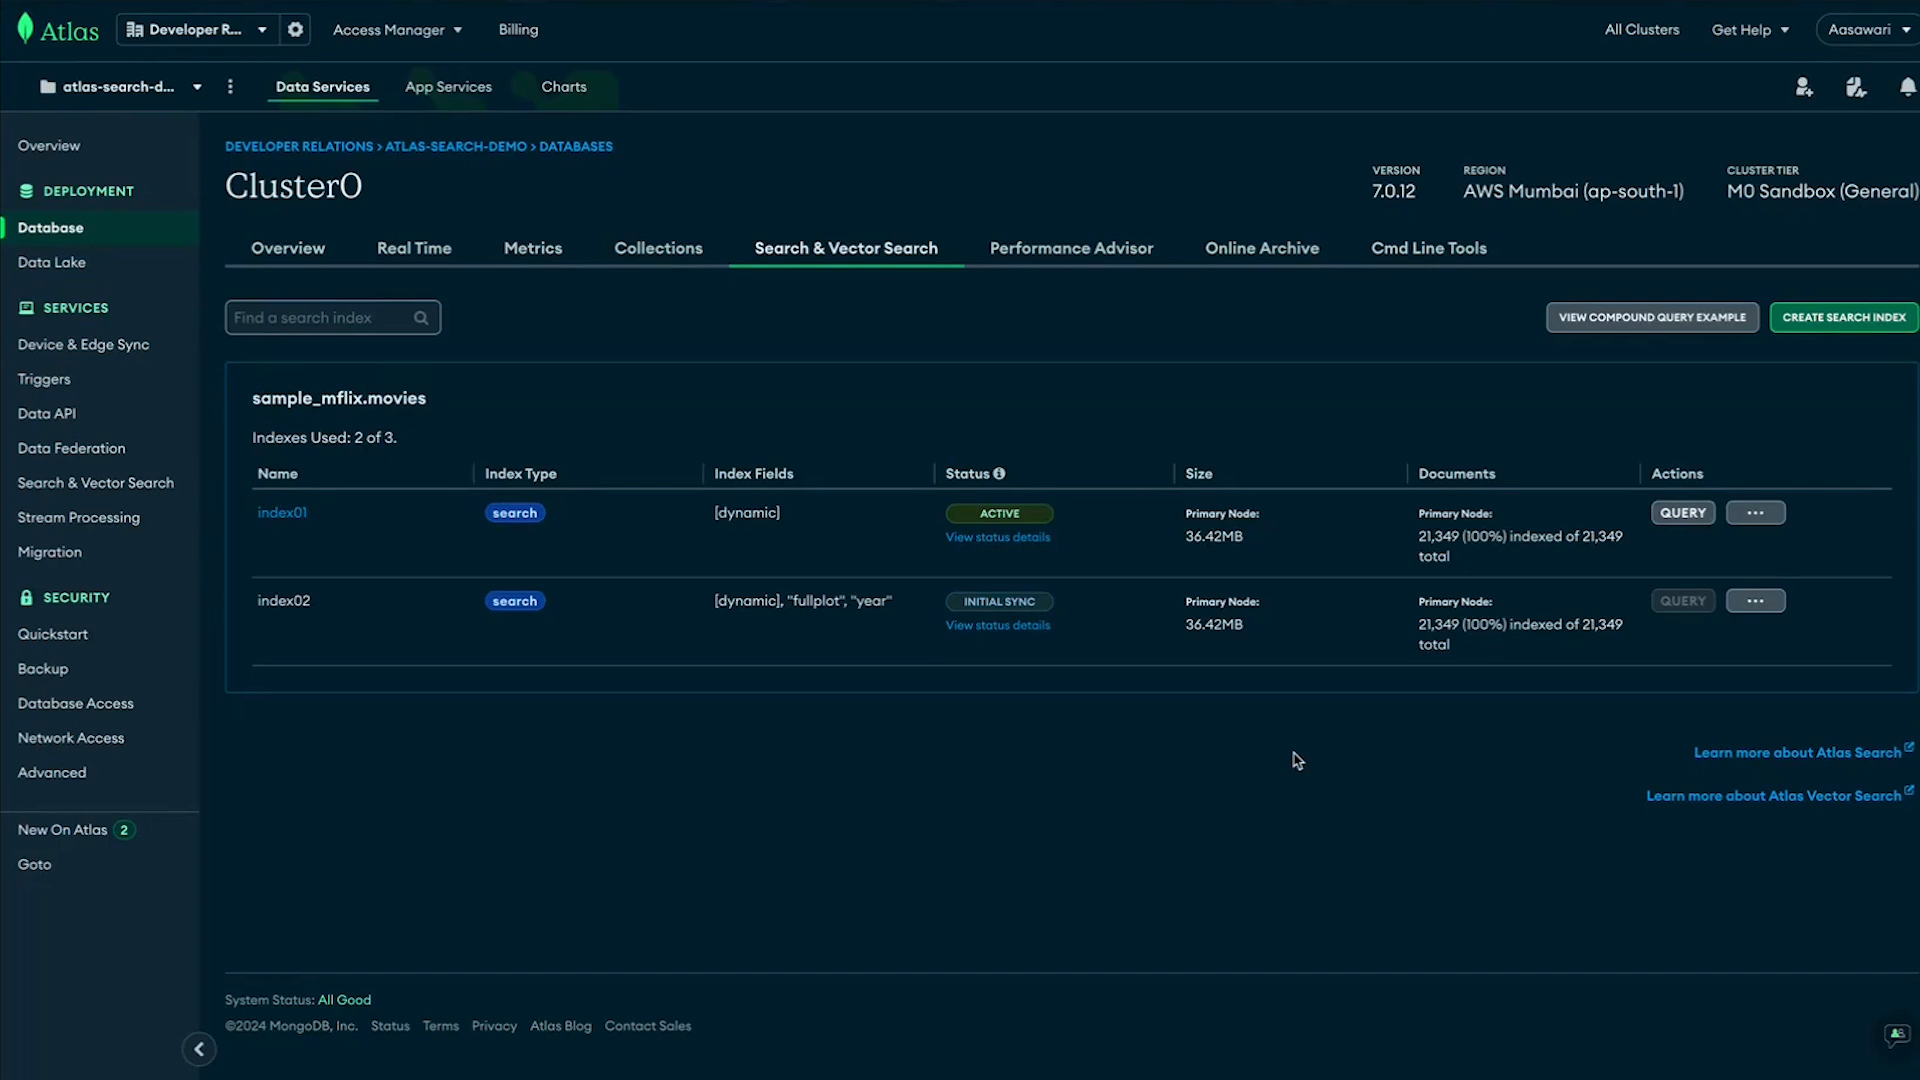 Atlas
Developer R...
Access Manager
Billing
All Clusters
Get Help
Aasawari
atlas-search-d...
Data Services
App Services
Charts
Overview
DEPLOYMENT
Database
Data Lake
SERVICES
Device & Edge Sync
Triggers
Data API
Data Federation
Search & Vector Search
Stream Processing
Migration
SECURITY
Quickstart
Backup
Database Access
Network Access
Advanced
New On Atlas 2
Goto
DEVELOPER RELATIONS > ATLAS-SEARCH-DEMO > DATABASES
Cluster0
VERSION
7.0.12
REGION
AWS Mumbai (ap-south-1)
CLUSTER TIER
M0 Sandbox (General)
Overview
Real Time
Metrics
Collections
Search & Vector Search
Performance Advisor
Online Archive
Cmd Line Tools
Find a search index
VIEW COMPOUND QUERY EXAMPLE
CREATE SEARCH INDEX
sample_mflix.movies
Indexes Used: 2 of 3.
Name
Index Type
Index Fields
Status
Size
Documents
Actions
index01
search
[dynamic]
ACTIVE
View status details
Primary Node:
36.42MB
Primary Node:
21,349 (100%) indexed of 21,349
total
QUERY
...
index02
search
[dynamic], "fullplot", "year"
INITIAL SYNC
View status details
Primary Node:
36.42MB
Primary Node:
21,349 (100%) indexed of 21,349
total
QUERY
...
Learn more about Atlas Search
Learn more about Atlas Vector Search
System Status: All Good
©2024 MongoDB, Inc.
Status
Terms
Privacy
Atlas Blog
Contact Sales